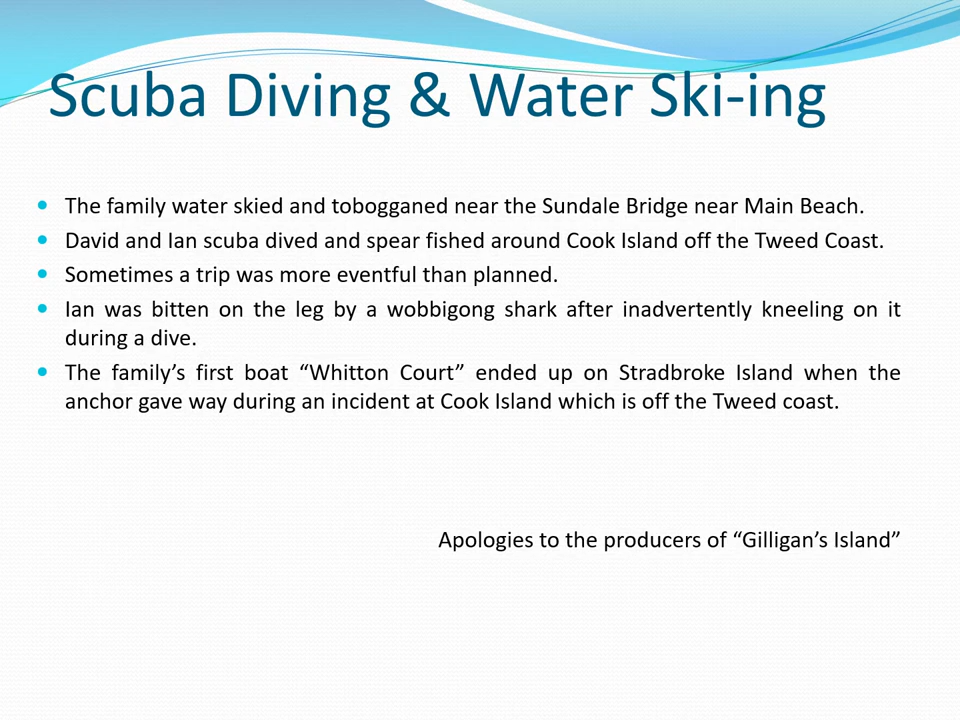 Scuba Diving & Water Ski-ing
The family water skied and tobogganed near the Sundale Bridge near Main Beach.
David and Ian scuba dived and spear fished around Cook Island off the Tweed Coast.
Sometimes a trip was more eventful than planned.
Ian was bitten on the leg by a wobbigong shark after inadvertently kneeling on it
during a dive.
The family’s first boat “Whitton Court” ended up on Stradbroke Island when the
anchor gave way during an incident at Cook Island which is off the Tweed coast.
Apologies to the producers of “Gilligan’s Island”